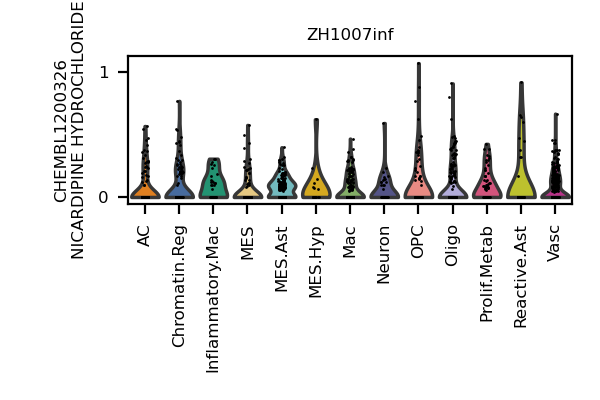 ZH1007inf
CHEMBL1200326
NICARDIPINE HYDROCHLORIDE
1
0
AC
Chromatin.Reg
Inflammatory.Mac
MES
MES.Ast
MES.Hyp
Mac
Neuron
OPC
Oligo
Prolif.Metab
Reactive.Ast
Vasc